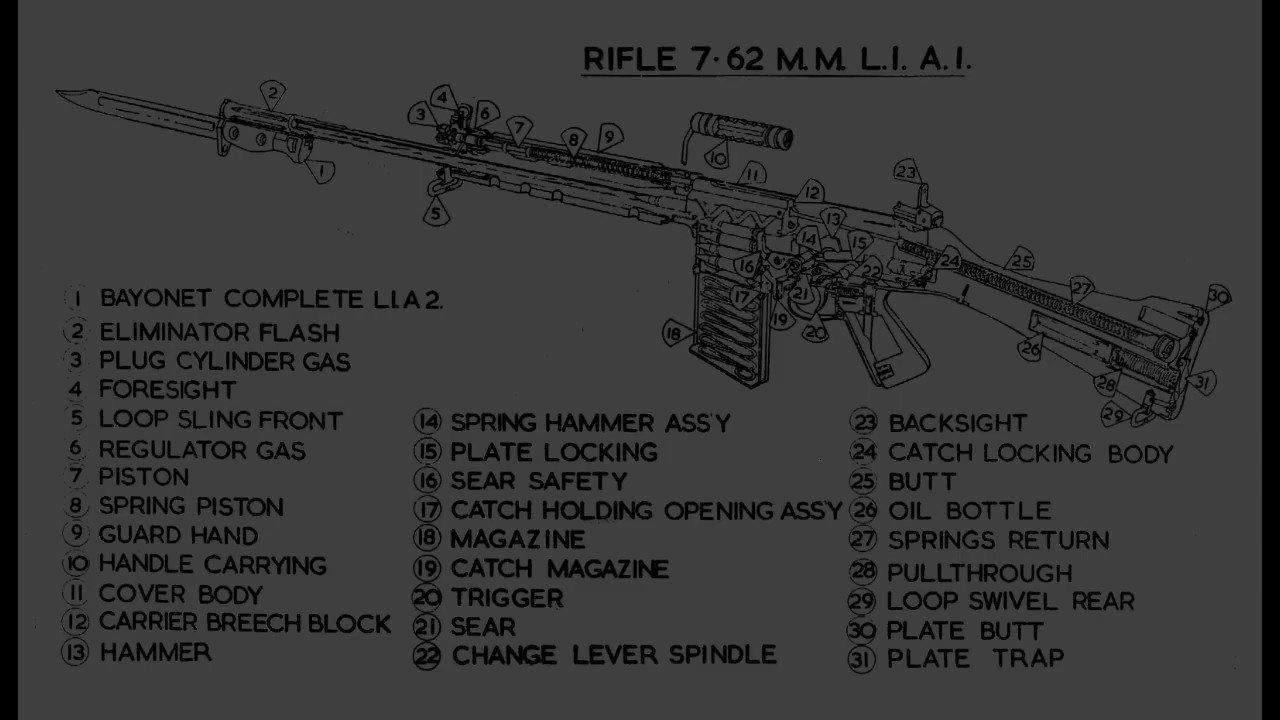 RIFLE 7·62 M.M. L.I. A.I.
1 BAYONET COMPLETE L.I.A 2.
2 ELIMINATOR FLASH
3 PLUG CYLINDER GAS
4 FORESIGHT
5 LOOP SLING FRONT
6 REGULATOR GAS
7 PISTON
8 SPRING PISTON
9 GUARD HAND
10 HANDLE CARRYING
11 COVER BODY
12 CARRIER BREECH BLOCK
13 HAMMER
14 SPRING HAMMER ASS'Y
15 PLATE LOCKING
16 SEAR SAFETY
17 CATCH HOLDING OPENING ASS'Y
18 MAGAZINE
19 CATCH MAGAZINE
20 TRIGGER
21 SEAR
22 CHANGE LEVER SPINDLE
23 BACKSIGHT
24 CATCH LOCKING BODY
25 BUTT
26 OIL BOTTLE
27 SPRINGS RETURN
28 PULLTHROUGH
29 LOOP SWIVEL REAR
30 PLATE BUTT
31 PLATE TRAP